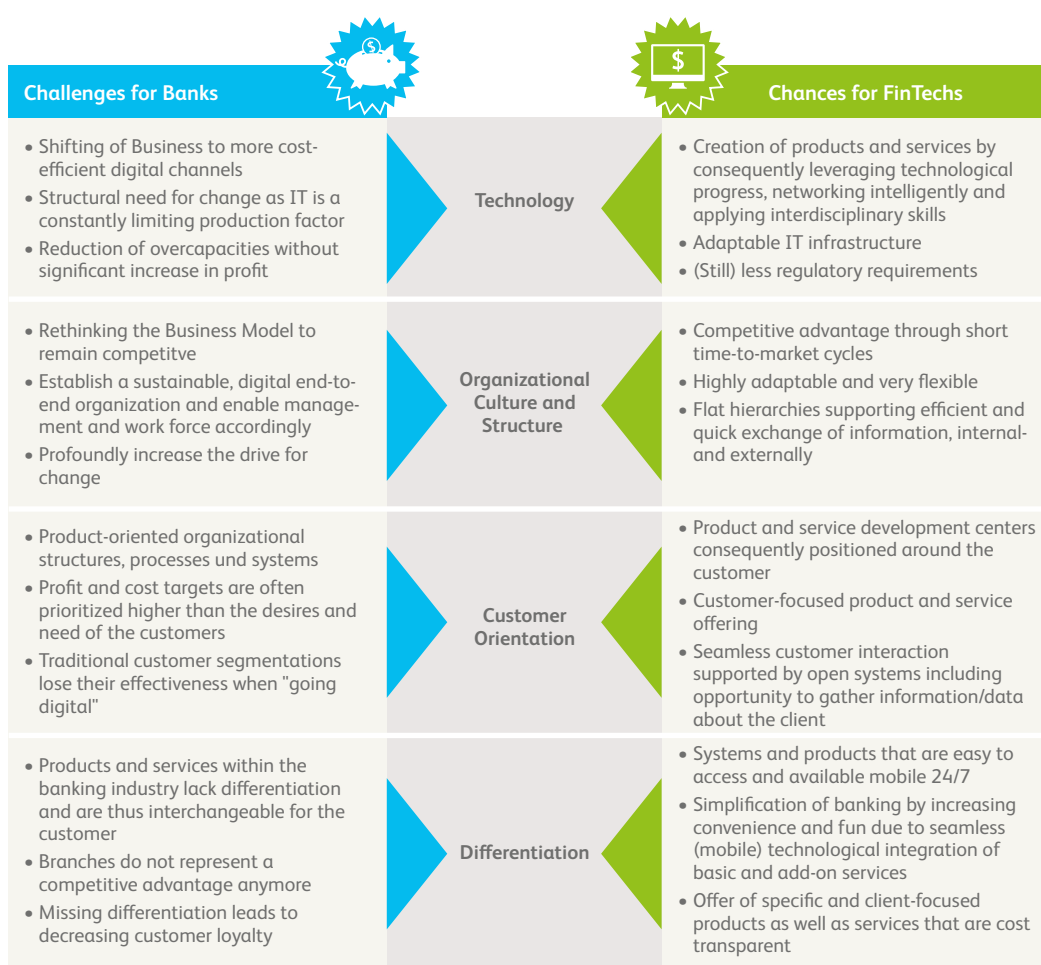 $
$
Challenges for Banks
Chances for FinTechs
• Shifting of Business to more cost-
efficient digital channels
• Structural need for change as IT is a
constantly limiting production factor
• Reduction of overcapacities without
significant increase in profit
Technology
• Creation of products and services by
consequently leveraging technological
progress, networking intelligently and
applying interdisciplinary skills
• Adaptable IT infrastructure
• (Still) less regulatory requirements
• Rethinking the Business Model to
remain competitve
• Establish a sustainable, digital end-to-
end organization and enable manage-
ment and work force accordingly
• Profoundly increase the drive for
change
Organizational
Culture and
Structure
• Competitive advantage through short
time-to-market cycles
• Highly adaptable and very flexible
• Flat hierarchies supporting efficient and
quick exchange of information, internal-
and externally
• Product-oriented organizational
structures, processes und systems
• Profit and cost targets are often
prioritized higher than the desires and
need of the customers
• Traditional customer segmentations
lose their effectiveness when "going
digital"
Customer
Orientation
• Product and service development centers
consequently positioned around the
customer
• Customer-focused product and service
offering
• Seamless customer interaction
supported by open systems including
opportunity to gather information/data
about the client
• Products and services within the
banking industry lack differentiation
and are thus interchangeable for the
customer
• Branches do not represent a
competitive advantage anymore
• Missing differentiation leads to
decreasing customer loyalty
Differentiation
• Systems and products that are easy to
access and available mobile 24/7
• Simplification of banking by increasing
convenience and fun due to seamless
(mobile) technological integration of
basic and add-on services
• Offer of specific and client-focused
products as well as services that are cost
transparent